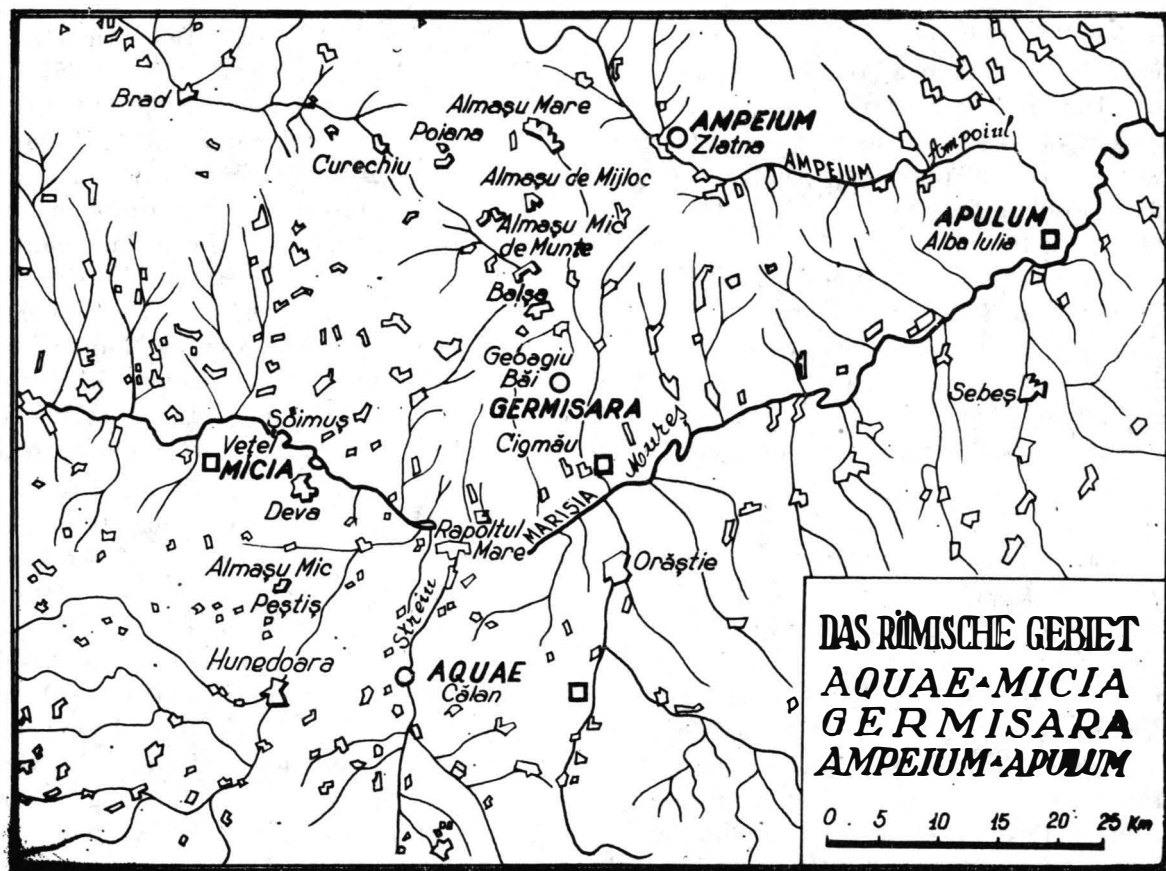 Brad
Almașu Mare
Poiana
Curechiu
AMPEIUM
Zlatna
AMPEIUM
Ampoiul
Almașu de Mijloc
Almașu Mic
de Munte
APULUM
Alba Iulia
Balșa
Gebagiu
Băi
GERMISARA
Sebeș
Șoimuș
Vețel
MICIA
Cigmău
Mureș
Deva
MARISIA
Rapoltul
Mare
Orăștie
Almașu Mic
Peștiș
Streiu
Hunedoara
AQUAE
Călan
DAS RÖMISCHE GEBIET
AQUAE▴MICIA
GERMISARA
AMPEIUM▴APULUM
0 5 10 15 20 25 Km